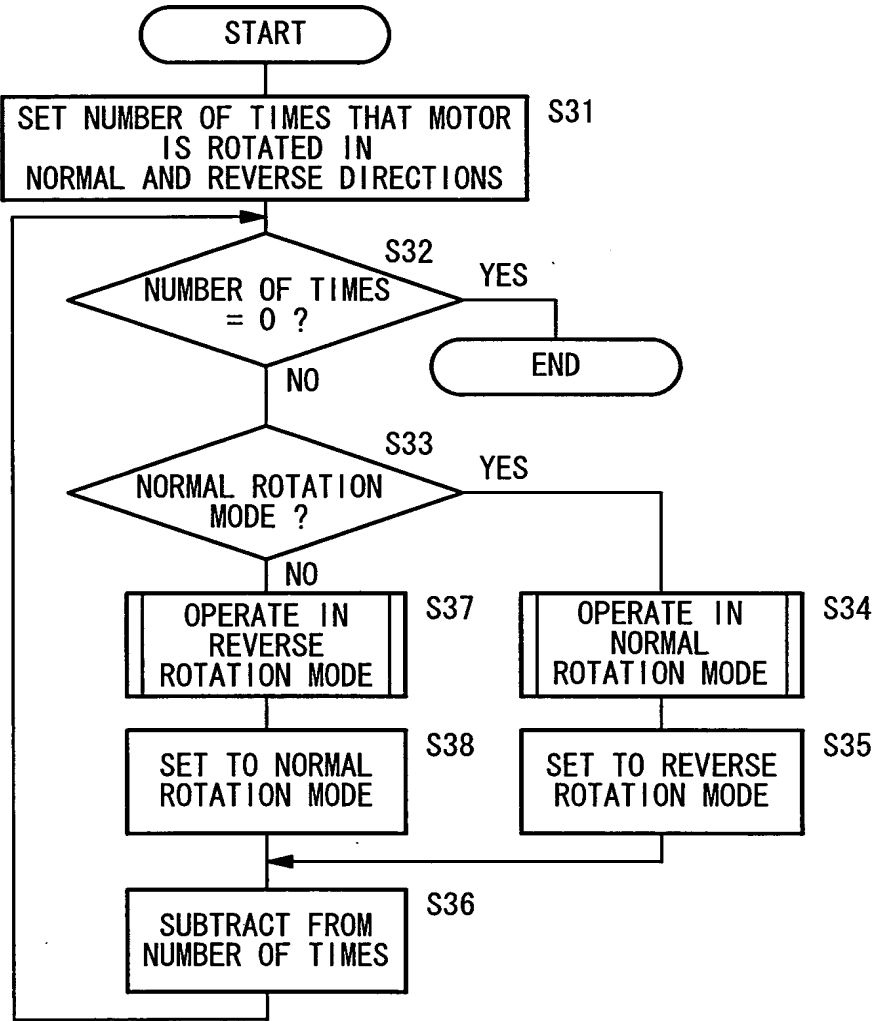 START
SET NUMBER OF TIMES THAT MOTOR
IS ROTATED IN
NORMAL AND REVERSE DIRECTIONS
S31
S32
NUMBER OF TIMES
= 0 ?
YES
END
NO
S33
NORMAL ROTATION
MODE ?
YES
NO
OPERATE IN
REVERSE
ROTATION MODE
S37
OPERATE IN
NORMAL
ROTATION MODE
S34
SET TO NORMAL
ROTATION MODE
S38
SET TO REVERSE
ROTATION MODE
S35
SUBTRACT FROM
NUMBER OF TIMES
S36